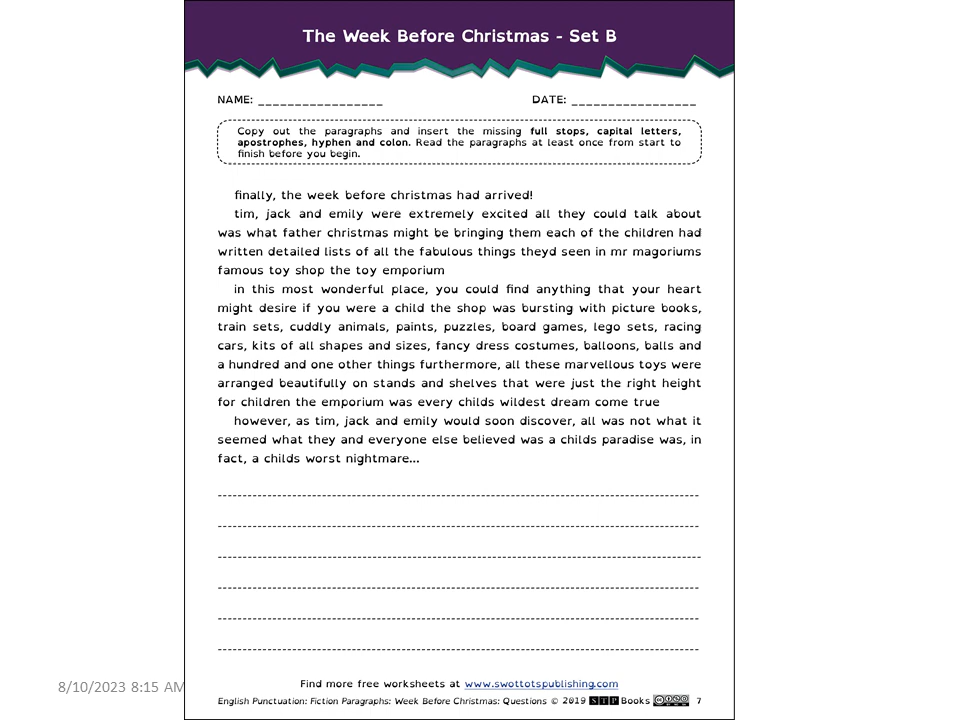 The Week Before Christmas - Set B
NAME: _________________ DATE: _________________
Copy out the paragraphs and insert the missing full stops, capital letters,
apostrophes, hyphen and colon. Read the paragraphs at least once from start to
finish before you begin.
finally, the week before christmas had arrived!
tim, jack and emily were extremely excited all they could talk about
was what father christmas might be bringing them each of the children had
written detailed lists of all the fabulous things theyd seen in mr magoriums
famous toy shop the toy emporium
in this most wonderful place, you could find anything that your heart
might desire if you were a child the shop was bursting with picture books,
train sets, cuddly animals, paints, puzzles, board games, lego sets, racing
cars, kits of all shapes and sizes, fancy dress costumes, balloons, balls and
a hundred and one other things furthermore, all these marvellous toys were
arranged beautifully on stands and shelves that were just the right height
for children the emporium was every childs wildest dream come true
however, as tim, jack and emily would soon discover, all was not what it
seemed what they and everyone else believed was a childs paradise was, in
fact, a childs worst nightmare...
Find more free worksheets at www.swottotspublishing.com
8/10/2023 8:15 AM
English Punctuation: Fiction Paragraphs: Week Before Christmas: Questions © 2019 STP Books 7